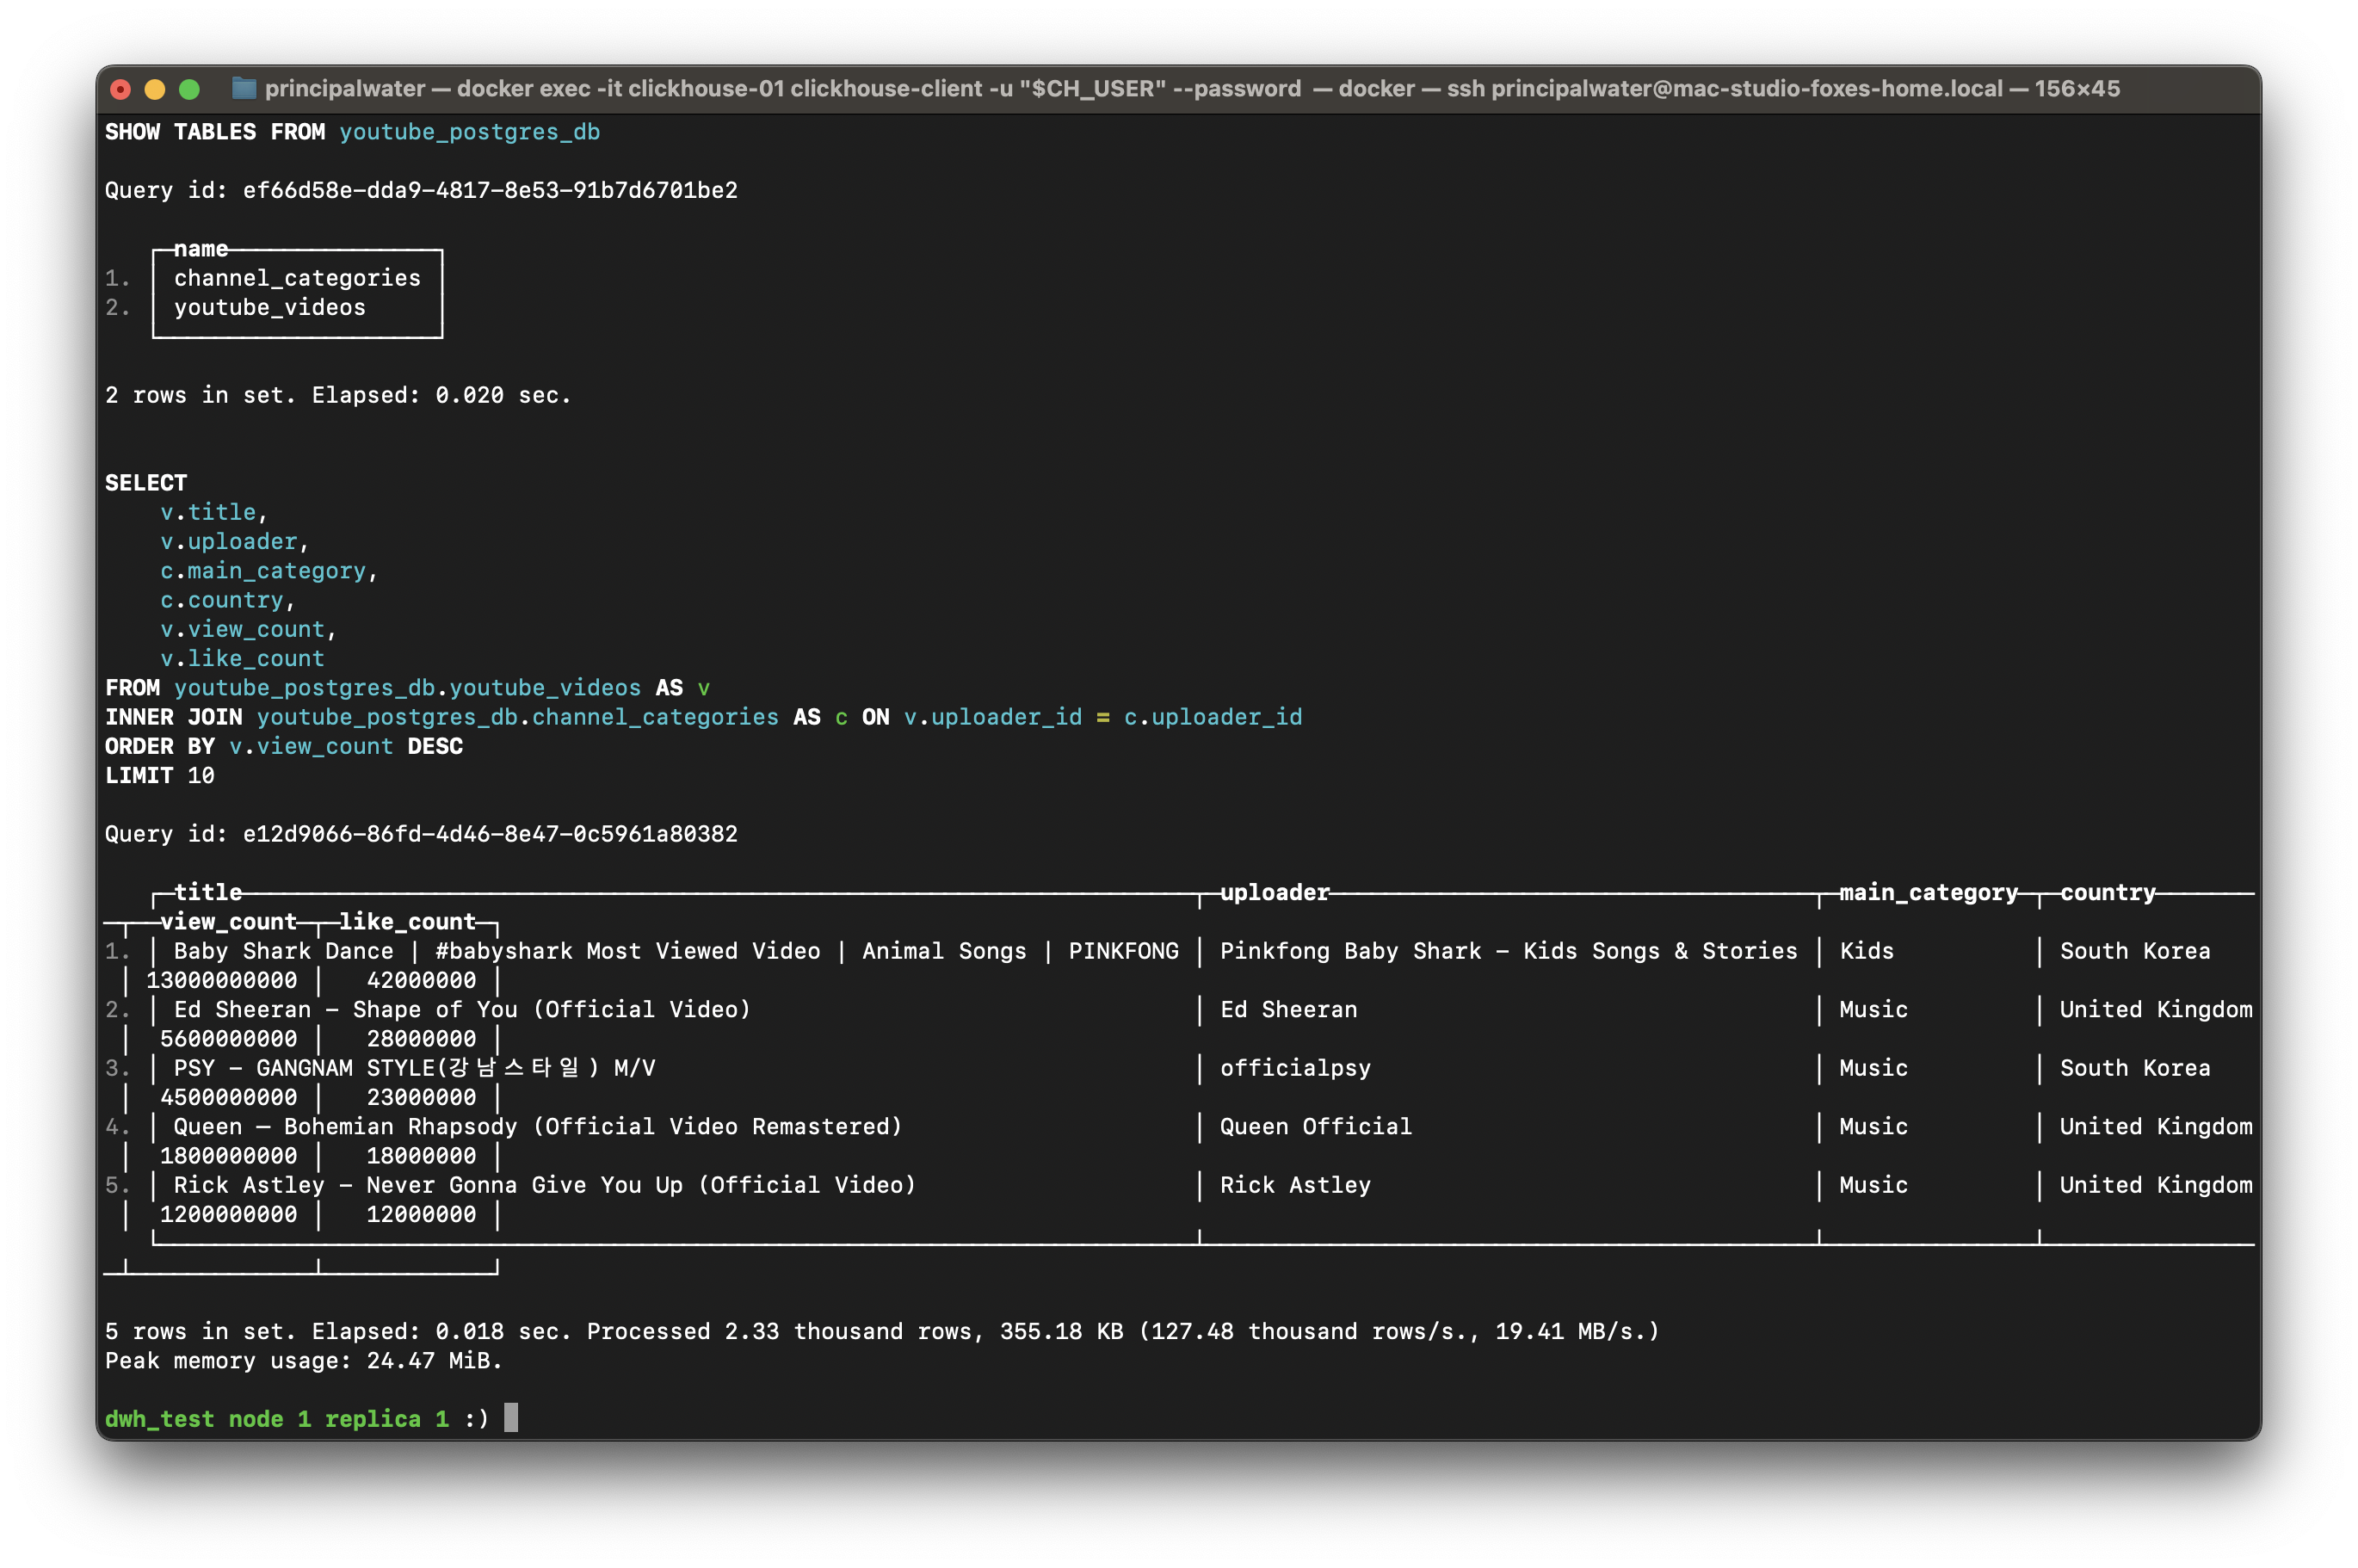 principalwater — docker exec -it clickhouse-01 clickhouse-client -u "$CH_USER" --password — docker — ssh principalwater@mac-studio-foxes-home.local — 156×45
SHOW TABLES FROM youtube_postgres_db
Query id: ef66d58e-dda9-4817-8e53-91b7d6701be2
name
1. channel_categories
2. youtube_videos
2 rows in set. Elapsed: 0.020 sec.
SELECT
v.title,
v.uploader,
c.main_category,
c.country,
v.view_count,
v.like_count
FROM youtube_postgres_db.youtube_videos AS v
INNER JOIN youtube_postgres_db.channel_categories AS c ON v.uploader_id = c.uploader_id
ORDER BY v.view_count DESC
LIMIT 10
Query id: e12d9066-86fd-4d46-8e47-0c5961a80382
title uploader main_category country
view_count like_count
1. │ Baby Shark Dance | #babyshark Most Viewed Video | Animal Songs | PINKFONG │ Pinkfong Baby Shark - Kids Songs & Stories │ Kids │ South Korea
│ 13000000000 │ 42000000 │
2. │ Ed Sheeran - Shape of You (Official Video) │ Ed Sheeran │ Music │ United Kingdom
│ 5600000000 │ 28000000 │
3. │ PSY - GANGNAM STYLE(강남스타일) M/V │ officialpsy │ Music │ South Korea
│ 4500000000 │ 23000000 │
4. │ Queen – Bohemian Rhapsody (Official Video Remastered) │ Queen Official │ Music │ United Kingdom
│ 1800000000 │ 18000000 │
5. │ Rick Astley - Never Gonna Give You Up (Official Video) │ Rick Astley │ Music │ United Kingdom
│ 1200000000 │ 12000000 │
5 rows in set. Elapsed: 0.018 sec. Processed 2.33 thousand rows, 355.18 KB (127.48 thousand rows/s., 19.41 MB/s.)
Peak memory usage: 24.47 MiB.
dwh_test node 1 replica 1 :)